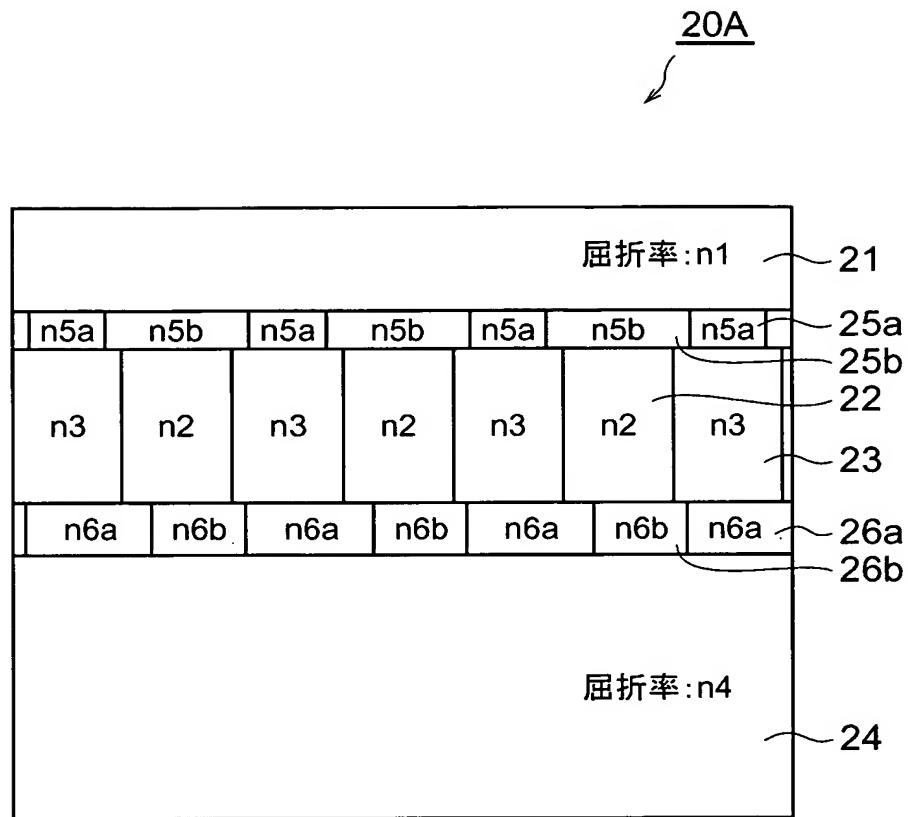 20A
屈折率:n1
21
n5a n5b n5a n5b n5a n5b n5a
25a
25b
22
n3 n2 n3 n2 n3 n2 n3
23
n6a n6b n6a n6b n6a n6b n6a
26a
26b
屈折率:n4
24